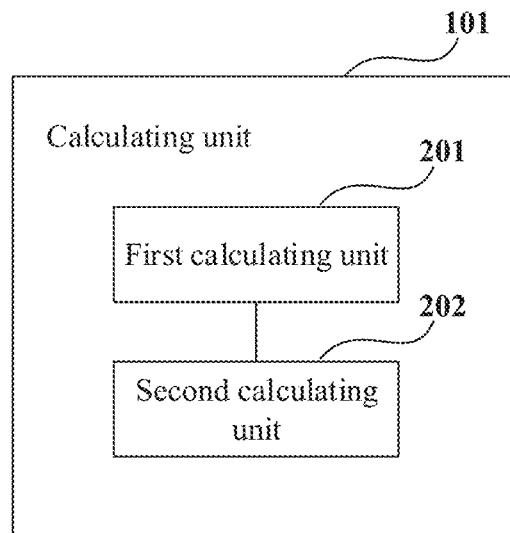 101
Calculating unit
201
First calculating unit
202
Second calculating
unit